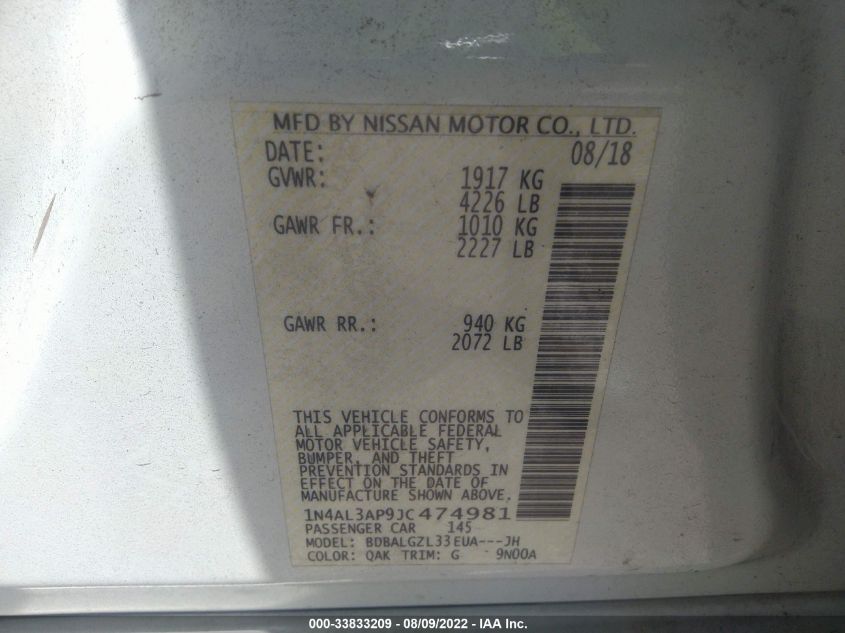 MFD BY NISSAN MOTOR CO., LTD.
DATE: 08/18
GVWR: 1917 KG
4226 LB
GAWR FR.: 1010 KG
2227 LB
GAWR RR.: 940 KG
2072 LB
THIS VEHICLE CONFORMS TO
ALL APPLICABLE FEDERAL
MOTOR VEHICLE SAFETY,
BUMPER, AND THEFT
PREVENTION STANDARDS IN
EFFECT ON THE DATE OF
MANUFACTURE SHOWN ABOVE.
1N4AL3AP9JC474981
PASSENGER CAR 145
MODEL: BDBALGZL33EUA---JH
COLOR: QAK TRIM: G 9N00A
000-33833209 - 08/09/2022 - IAA Inc.